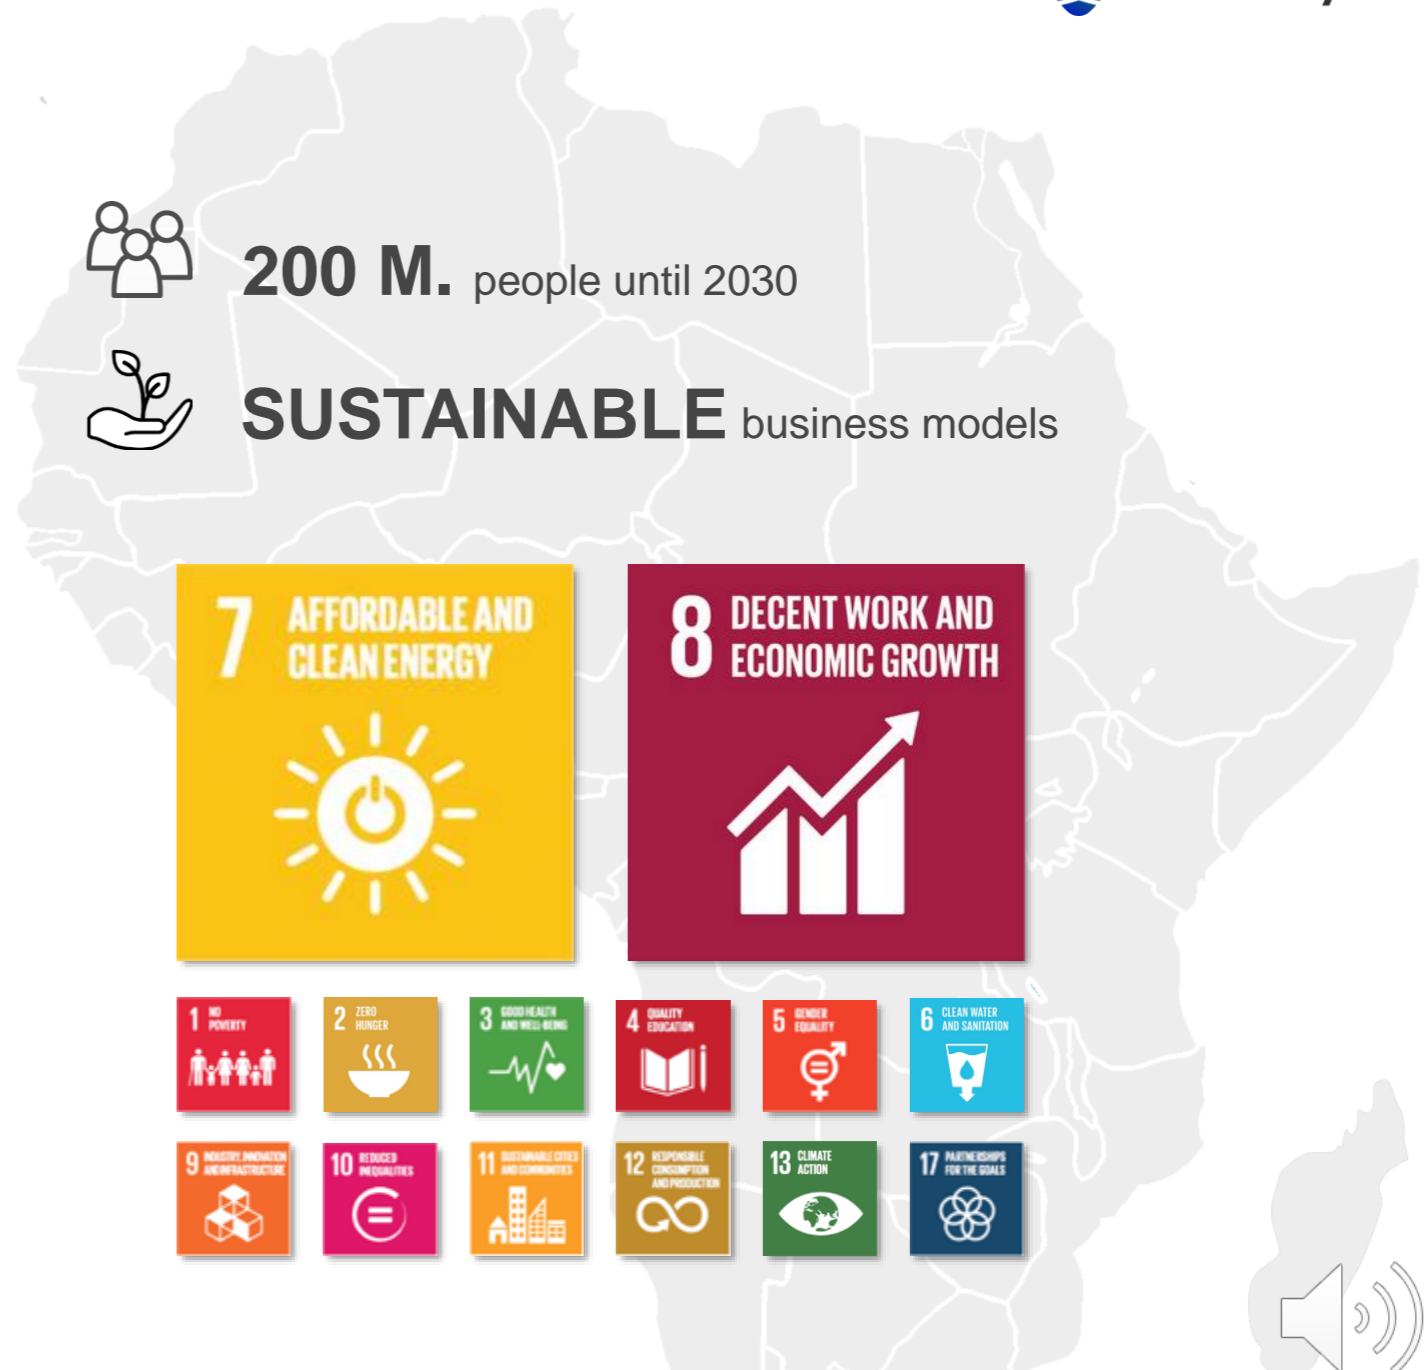 200 M. people until 2030
SUSTAINABLE business models
7 AFFORDABLE AND
CLEAN ENERGY
8 DECENT WORK AND
ECONOMIC GROWTH
1 NO
POVERTY
2 ZERO
HUNGER
3 GOOD HEALTH
AND WELL-BEING
4 QUALITY
EDUCATION
5 GENDER
EQUALITY
6 CLEAN WATER
AND SANITATION
9 INDUSTRY, INNOVATION
AND INFRASTRUCTURE
10 REDUCED
INEQUALITIES
11 SUSTAINABLE CITIES
AND COMMUNITIES
12 RESPONSIBLE
CONSUMPTION
AND PRODUCTION
13 CLIMATE
ACTION
17 PARTNERSHIPS
FOR THE GOALS